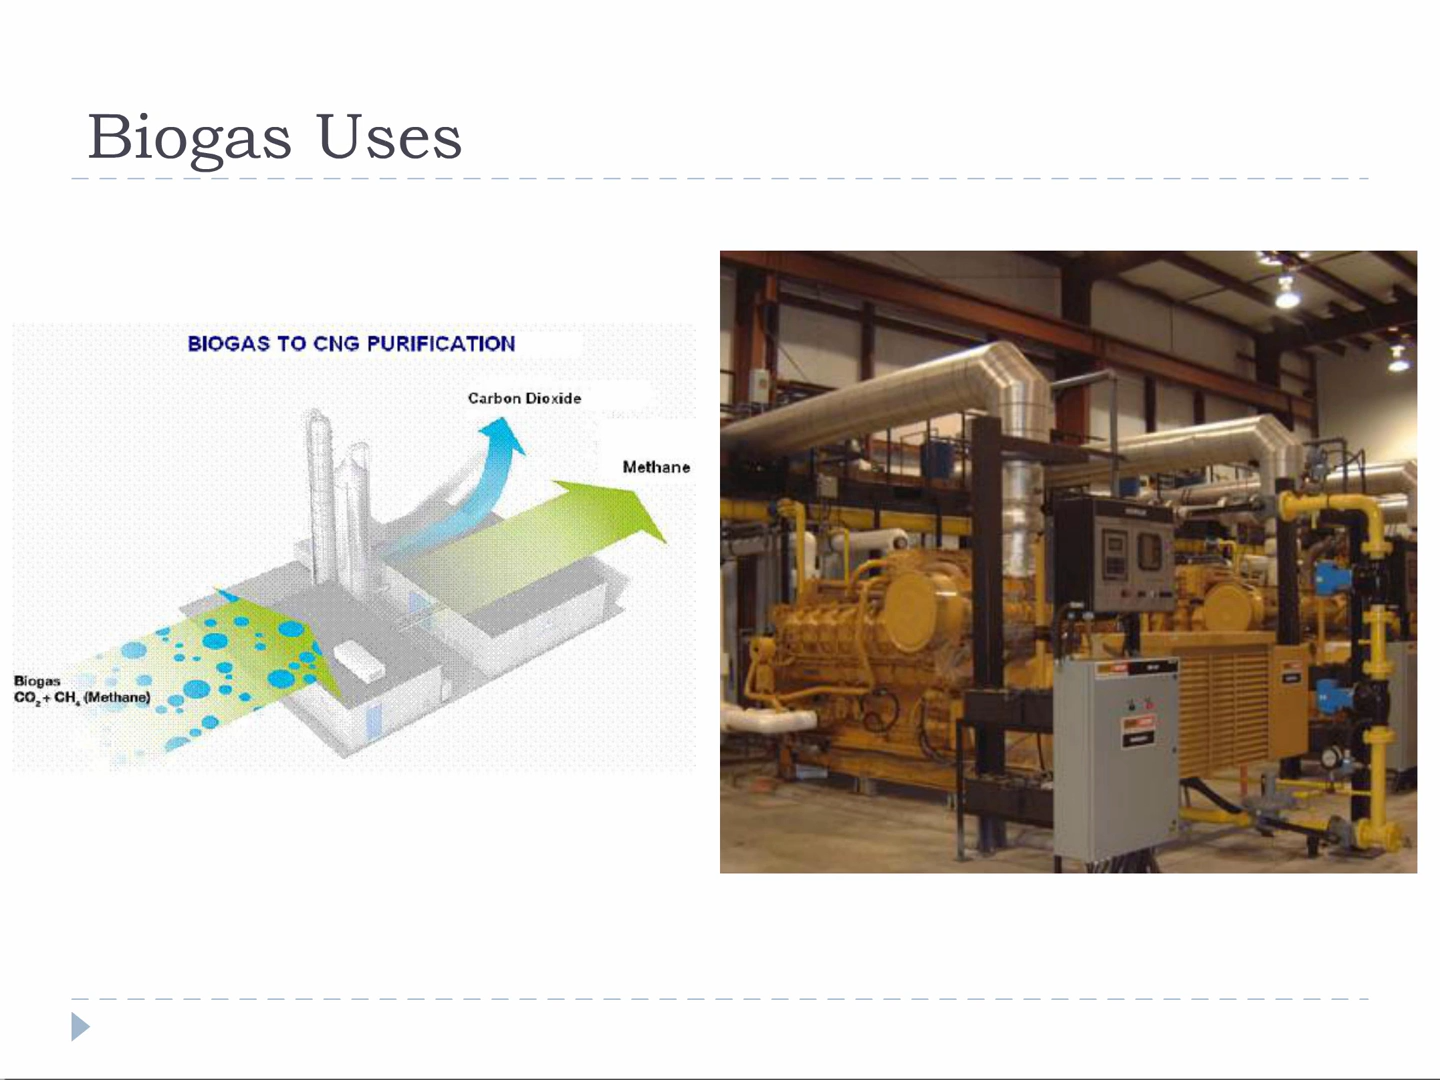 Biogas Uses
BIOGAS TO CNG PURIFICATION
Carbon Dioxide
Methane
Biogas
CO₂ + CH₄ (Methane)